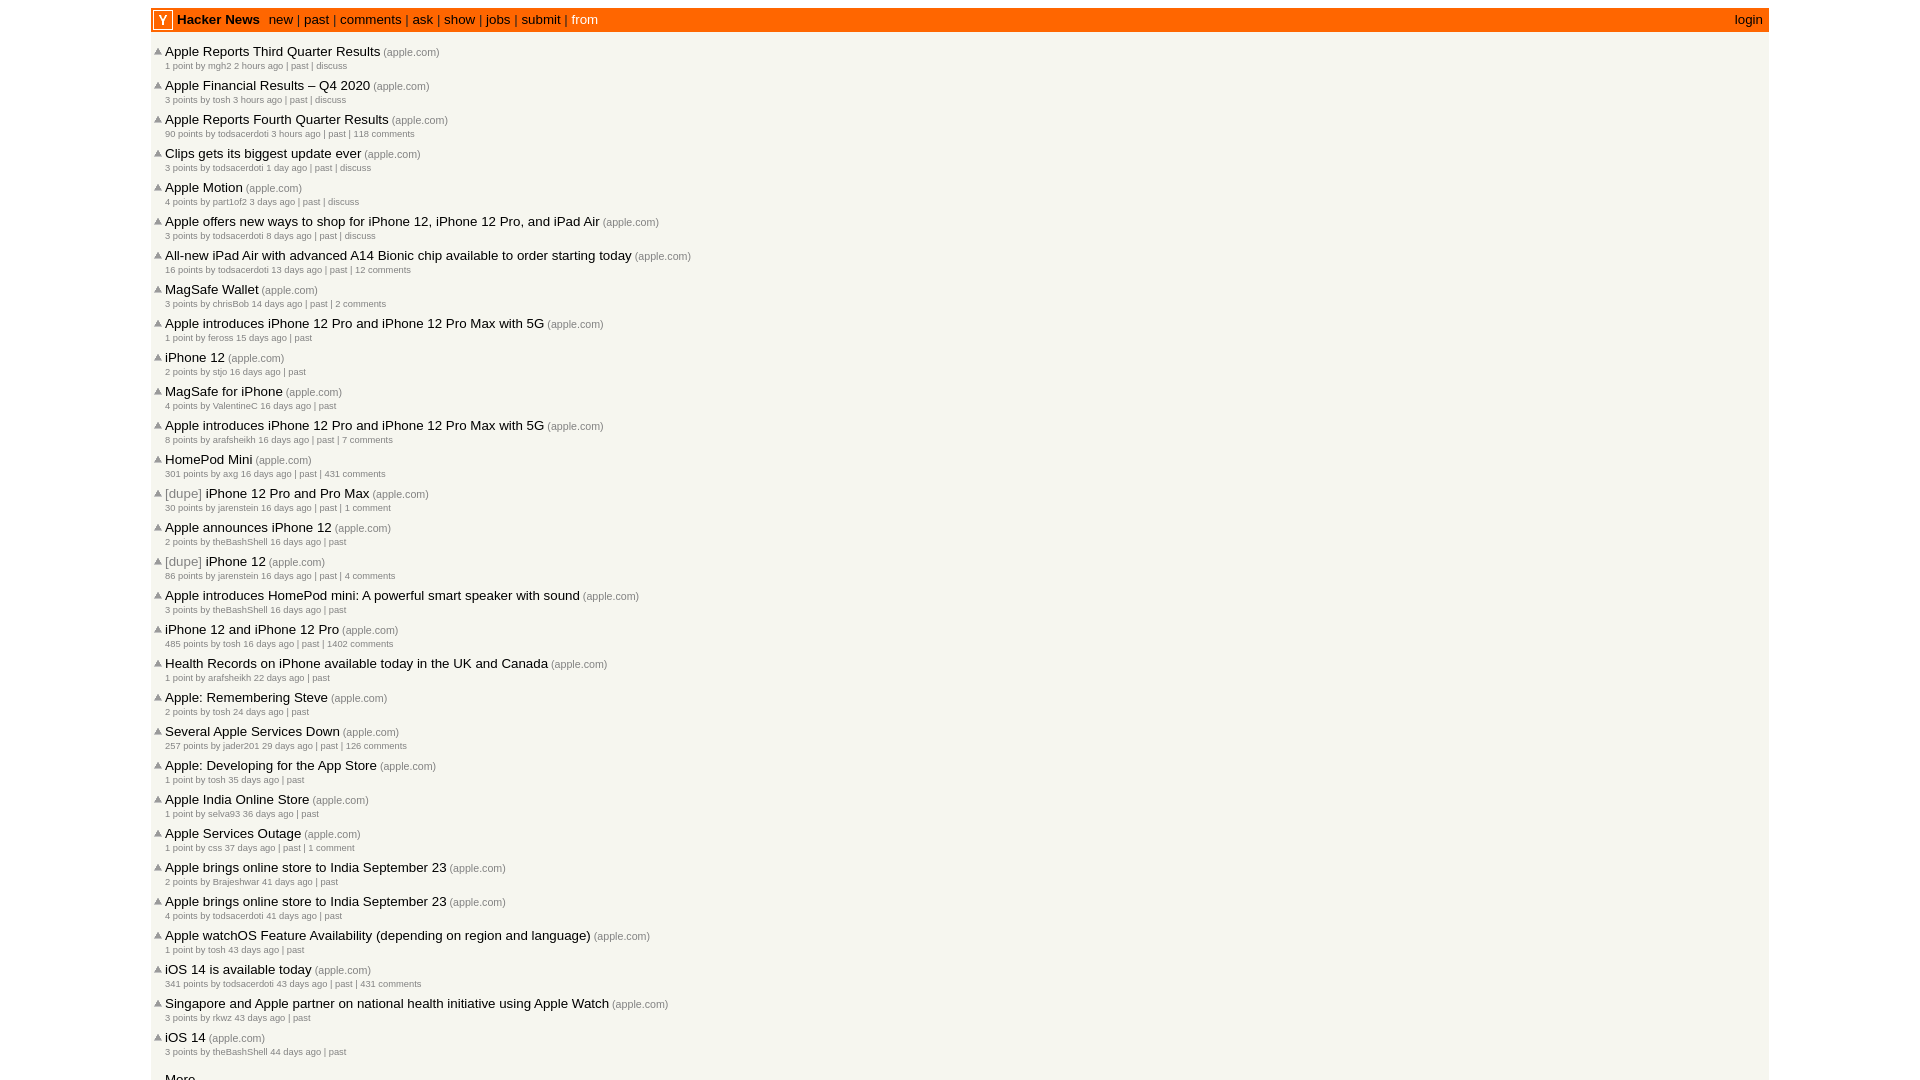 Y Hacker News new | past | comments | ask | show | jobs | submit | from login
Apple Reports Third Quarter Results (apple.com)
1 point by mgh2 2 hours ago | past | discuss
Apple Financial Results – Q4 2020 (apple.com)
3 points by tosh 3 hours ago | past | discuss
Apple Reports Fourth Quarter Results (apple.com)
90 points by todsacerdoti 3 hours ago | past | 118 comments
Clips gets its biggest update ever (apple.com)
3 points by todsacerdoti 1 day ago | past | discuss
Apple Motion (apple.com)
4 points by part1of2 3 days ago | past | discuss
Apple offers new ways to shop for iPhone 12, iPhone 12 Pro, and iPad Air (apple.com)
3 points by todsacerdoti 8 days ago | past | discuss
All-new iPad Air with advanced A14 Bionic chip available to order starting today (apple.com)
16 points by todsacerdoti 13 days ago | past | 12 comments
MagSafe Wallet (apple.com)
3 points by chrisBob 14 days ago | past | 2 comments
Apple introduces iPhone 12 Pro and iPhone 12 Pro Max with 5G (apple.com)
1 point by feross 15 days ago | past
iPhone 12 (apple.com)
2 points by stjo 16 days ago | past
MagSafe for iPhone (apple.com)
4 points by ValentineC 16 days ago | past
Apple introduces iPhone 12 Pro and iPhone 12 Pro Max with 5G (apple.com)
8 points by arafsheikh 16 days ago | past | 7 comments
HomePod Mini (apple.com)
301 points by axg 16 days ago | past | 431 comments
[dupe] iPhone 12 Pro and Pro Max (apple.com)
30 points by jarenstein 16 days ago | past | 1 comment
Apple announces iPhone 12 (apple.com)
2 points by theBashShell 16 days ago | past
[dupe] iPhone 12 (apple.com)
86 points by jarenstein 16 days ago | past | 4 comments
Apple introduces HomePod mini: A powerful smart speaker with sound (apple.com)
3 points by theBashShell 16 days ago | past
iPhone 12 and iPhone 12 Pro (apple.com)
485 points by tosh 16 days ago | past | 1402 comments
Health Records on iPhone available today in the UK and Canada (apple.com)
1 point by arafsheikh 22 days ago | past
Apple: Remembering Steve (apple.com)
2 points by tosh 24 days ago | past
Several Apple Services Down (apple.com)
257 points by jader201 29 days ago | past | 126 comments
Apple: Developing for the App Store (apple.com)
1 point by tosh 35 days ago | past
Apple India Online Store (apple.com)
1 point by selva93 36 days ago | past
Apple Services Outage (apple.com)
1 point by css 37 days ago | past | 1 comment
Apple brings online store to India September 23 (apple.com)
2 points by Brajeshwar 41 days ago | past
Apple brings online store to India September 23 (apple.com)
4 points by todsacerdoti 41 days ago | past
Apple watchOS Feature Availability (depending on region and language) (apple.com)
1 point by tosh 43 days ago | past
iOS 14 is available today (apple.com)
341 points by todsacerdoti 43 days ago | past | 431 comments
Singapore and Apple partner on national health initiative using Apple Watch (apple.com)
3 points by rkwz 43 days ago | past
iOS 14 (apple.com)
3 points by theBashShell 44 days ago | past
More